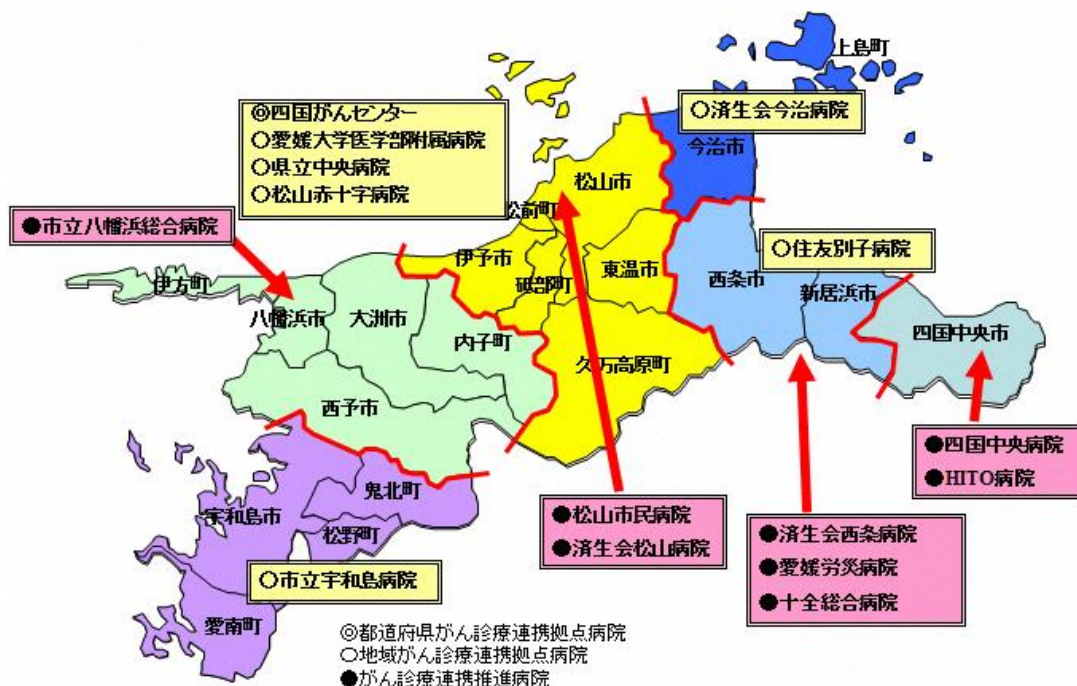 上島町
◎四国がんセンター
○愛媛大学医学部附属病院
○県立中央病院
○松山赤十字病院
○済生会今治病院
今治市
松山市
松前町
●市立八幡浜総合病院
伊予市
砥部町
東温市
○住友別子病院
西条市
新居浜市
四国中央市
伊方町
八幡浜市
大洲市
内子町
久万高原町
西予市
●四国中央病院
●HITO病院
鬼北町
宇和島市
松野町
●松山市民病院
●済生会松山病院
●済生会西条病院
●愛媛労災病院
●十全総合病院
○市立宇和島病院
愛南町
◎都道府県がん診療連携拠点病院
○地域がん診療連携拠点病院
●がん診療連携推進病院